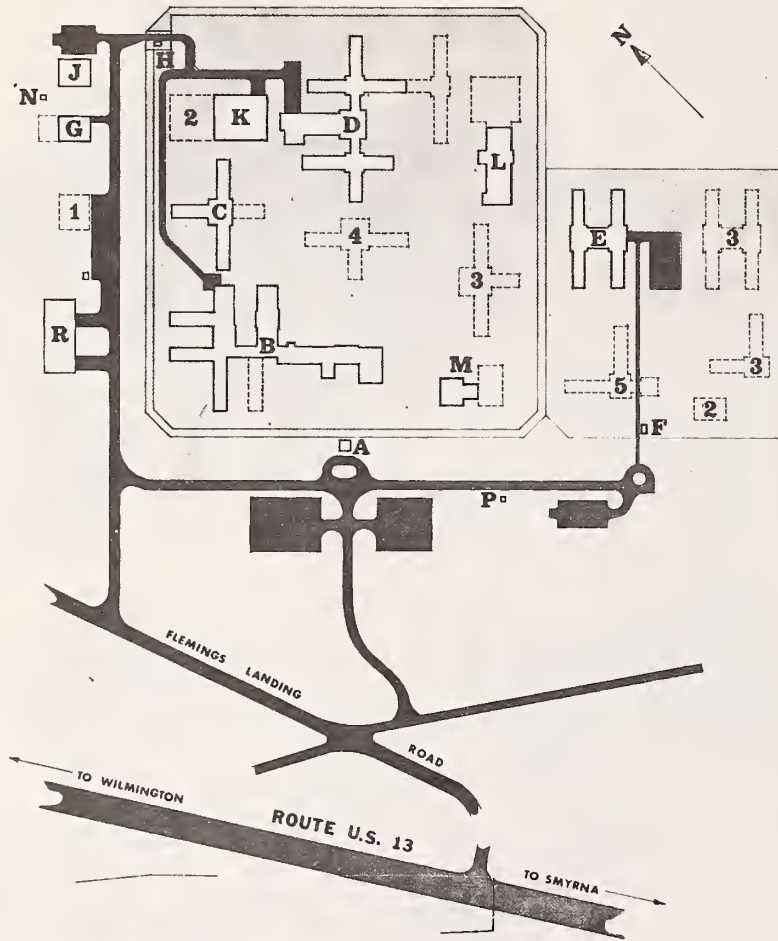 N
H
J
N
G
2
K
D
L
1
C
4
3
E
3
R
B
M
5
3
2
F
A
P
FLEMINGS LANDING
ROAD
TO WILMINGTON
ROUTE U.S. 13
TO SMYRNA